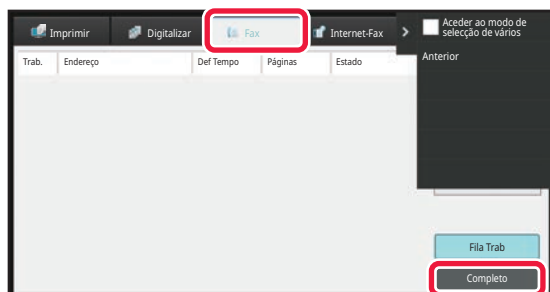 Imprimir Digitalizar Fax Internet-Fax
Aceder ao modo de
selecção de vários
Anterior
Trab. Endereço Def Tempo Páginas Estado
Fila Trab
Completo